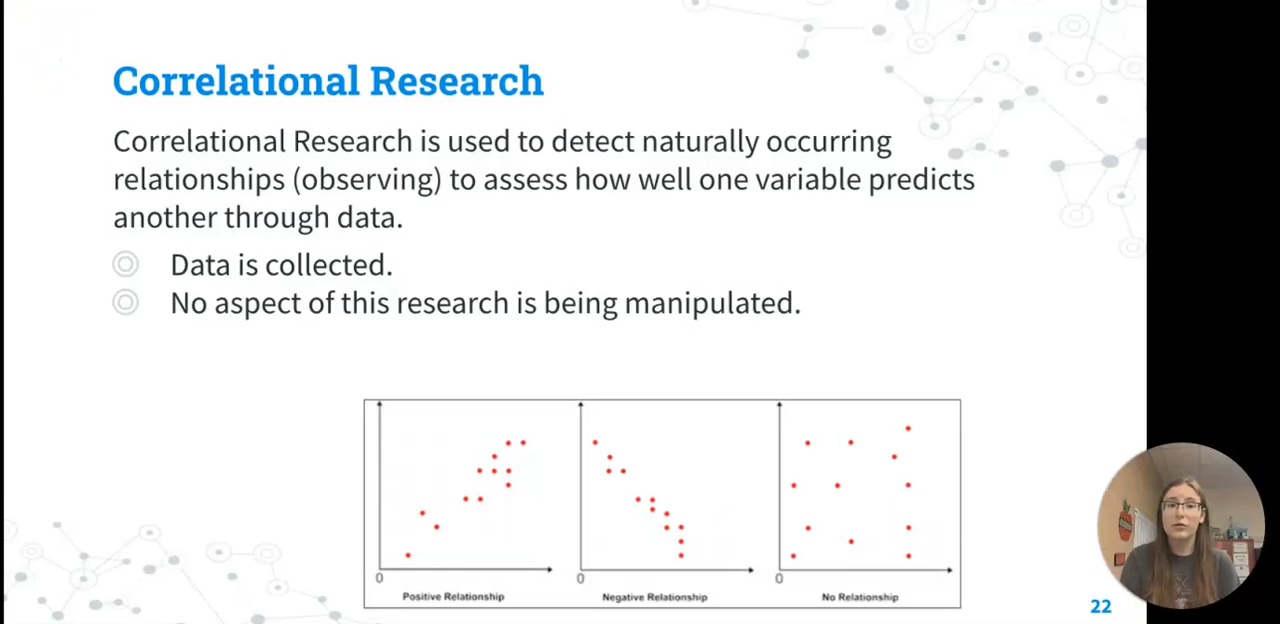 Correlational Research
Correlational Research is used to detect naturally occurring
relationships (observing) to assess how well one variable predicts
another through data.
Data is collected.
No aspect of this research is being manipulated.
0
0
0
Positive Relationship
Negative Relationship
No Relationship
22